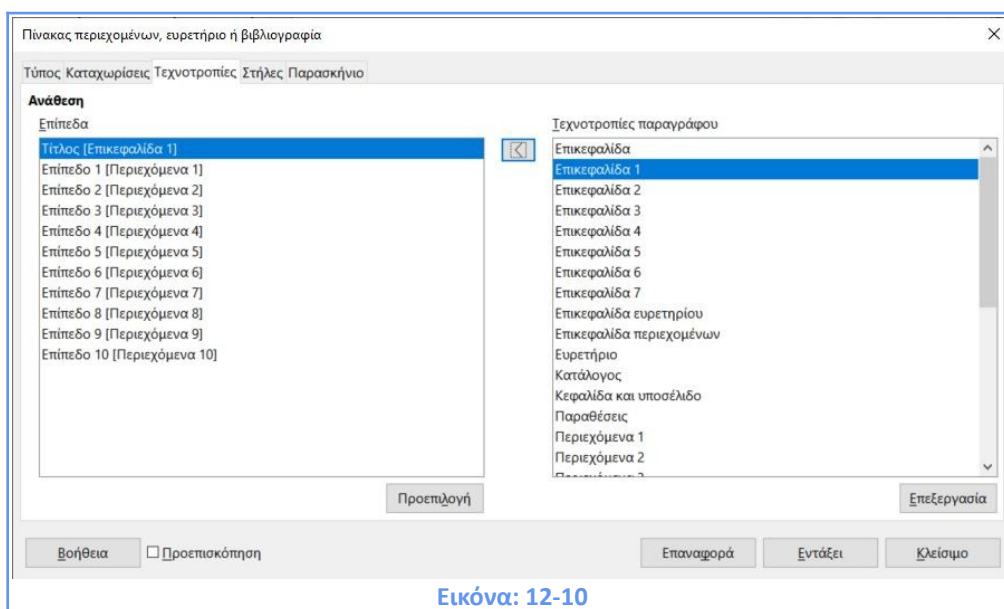 Πίνακας περιεχομένων, ευρετήριο ή βιβλιογραφία
Τύπος Καταχωρίσεις Τεχνοτροπίες Στήλες Παρασκήνιο
Ανάθεση
Επίπεδα
Τίτλος [Επικεφαλίδα 1]
Επίπεδο 1 [Περιεχόμενα 1]
Επίπεδο 2 [Περιεχόμενα 2]
Επίπεδο 3 [Περιεχόμενα 3]
Επίπεδο 4 [Περιεχόμενα 4]
Επίπεδο 5 [Περιεχόμενα 5]
Επίπεδο 6 [Περιεχόμενα 6]
Επίπεδο 7 [Περιεχόμενα 7]
Επίπεδο 8 [Περιεχόμενα 8]
Επίπεδο 9 [Περιεχόμενα 9]
Επίπεδο 10 [Περιεχόμενα 10]
Προεπιλογή
Τεχνοτροπίες παραγράφου
Επικεφαλίδα
Επικεφαλίδα 1
Επικεφαλίδα 2
Επικεφαλίδα 3
Επικεφαλίδα 4
Επικεφαλίδα 5
Επικεφαλίδα 6
Επικεφαλίδα 7
Επικεφαλίδα ευρετηρίου
Επικεφαλίδα περιεχομένων
Ευρετήριο
Κατάλογος
Κεφαλίδα και υποσέλιδο
Παραθέσεις
Περιεχόμενα 1
Περιεχόμενα 2
Επεξεργασία
Βοήθεια Προεπισκόπηση Επαναφορά Εντάξει Κλείσιμο
Εικόνα: 12-10